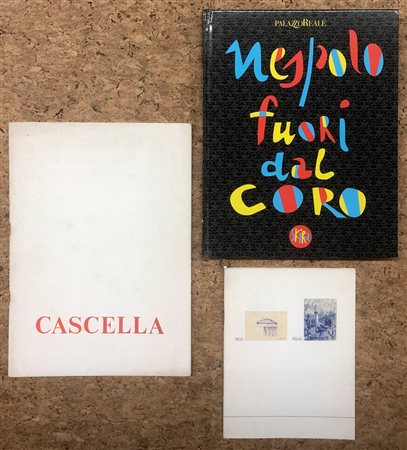 PALAZZOREALE
Nespolo
fuori
dal
CORO
SKIRA
CASCELLA